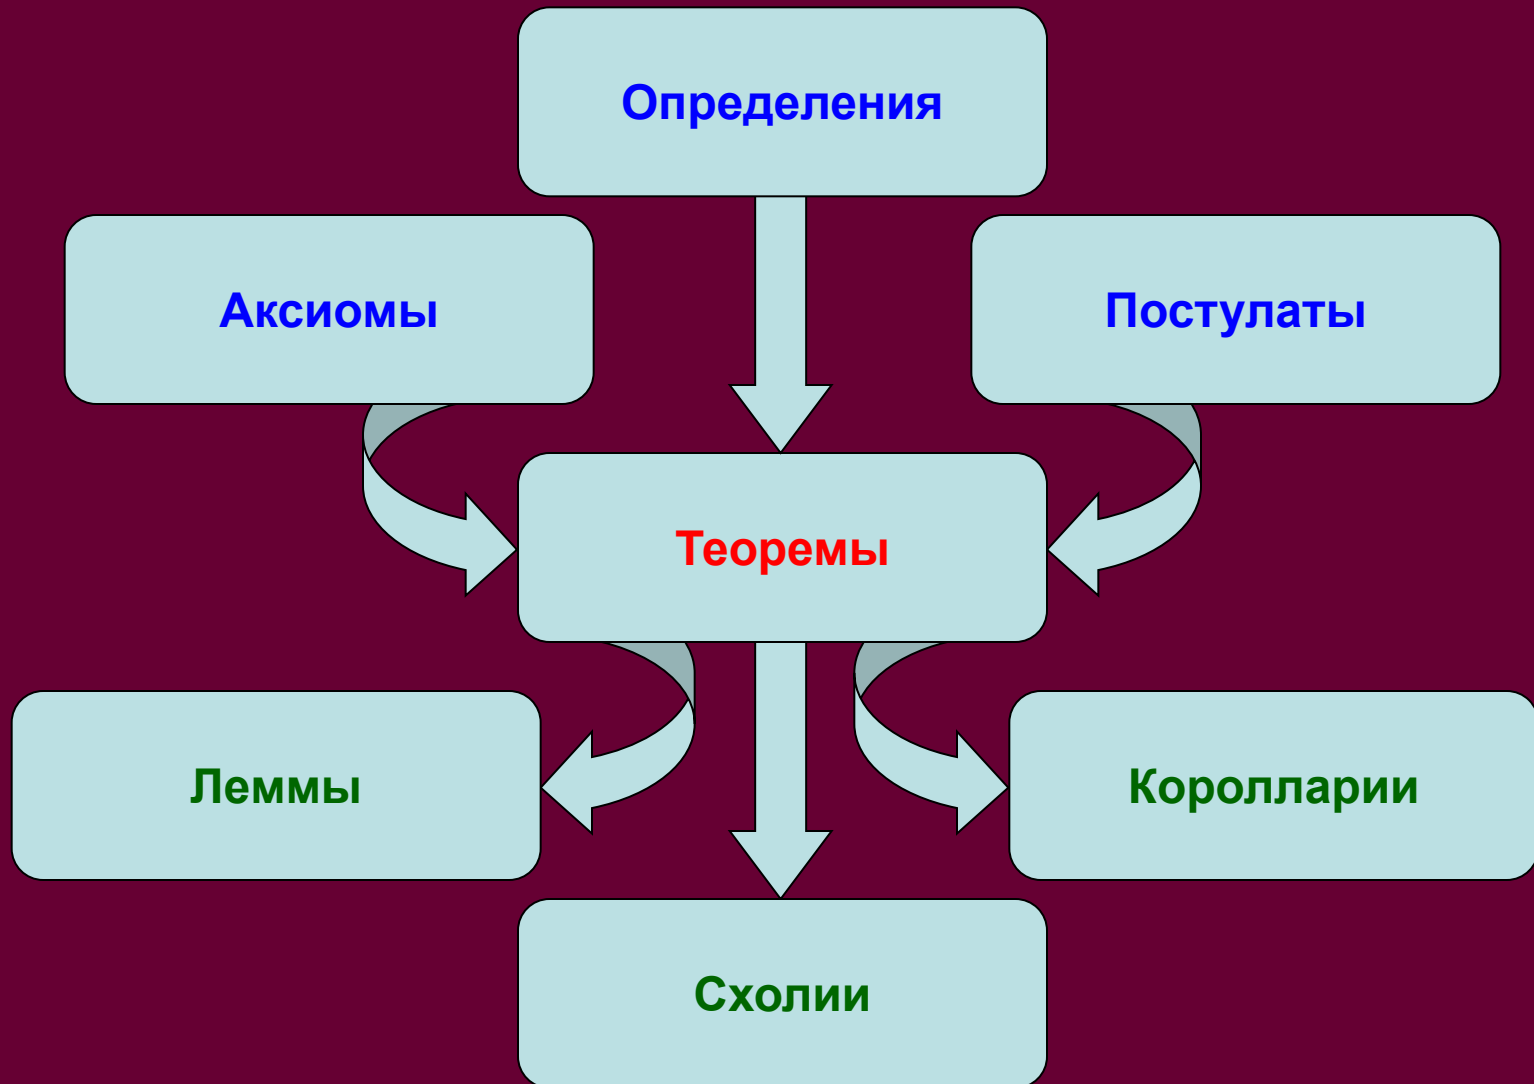 Определения
Аксиомы
Постулаты
Теоремы
Леммы
Королларии
Схолии